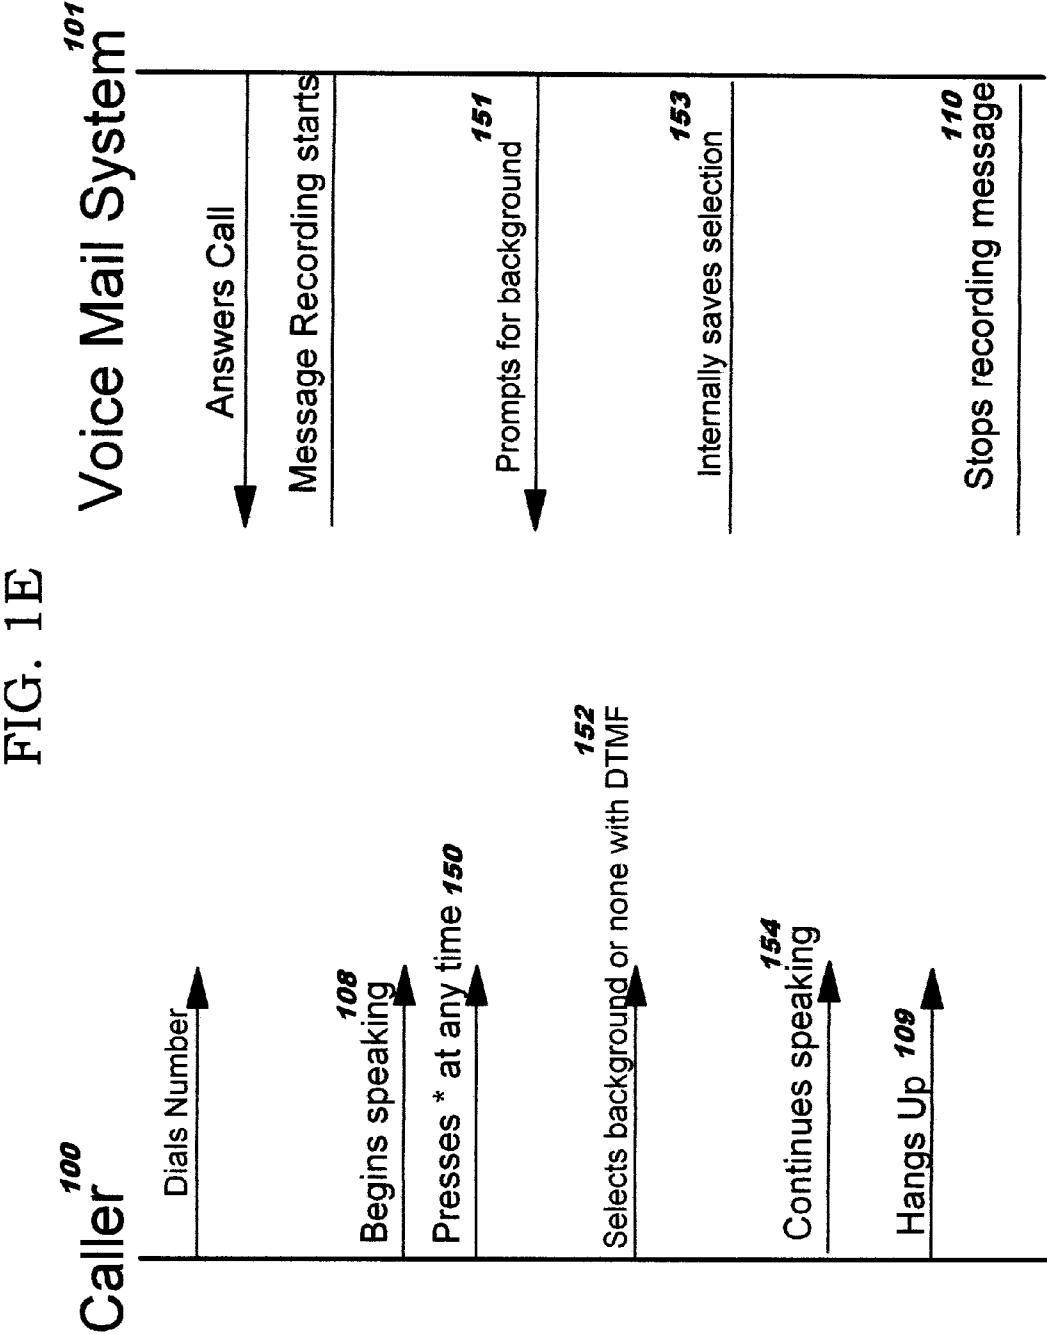 FIG. 1E
Caller 100
Voice Mail System 101
Dials Number
Answers Call
Message Recording starts
108
Begins speaking
Presses * at any time 150
151
Prompts for background
152
Selects background or none with DTMF
153
Internally saves selection
154
Continues speaking
Hangs Up 109
110
Stops recording message